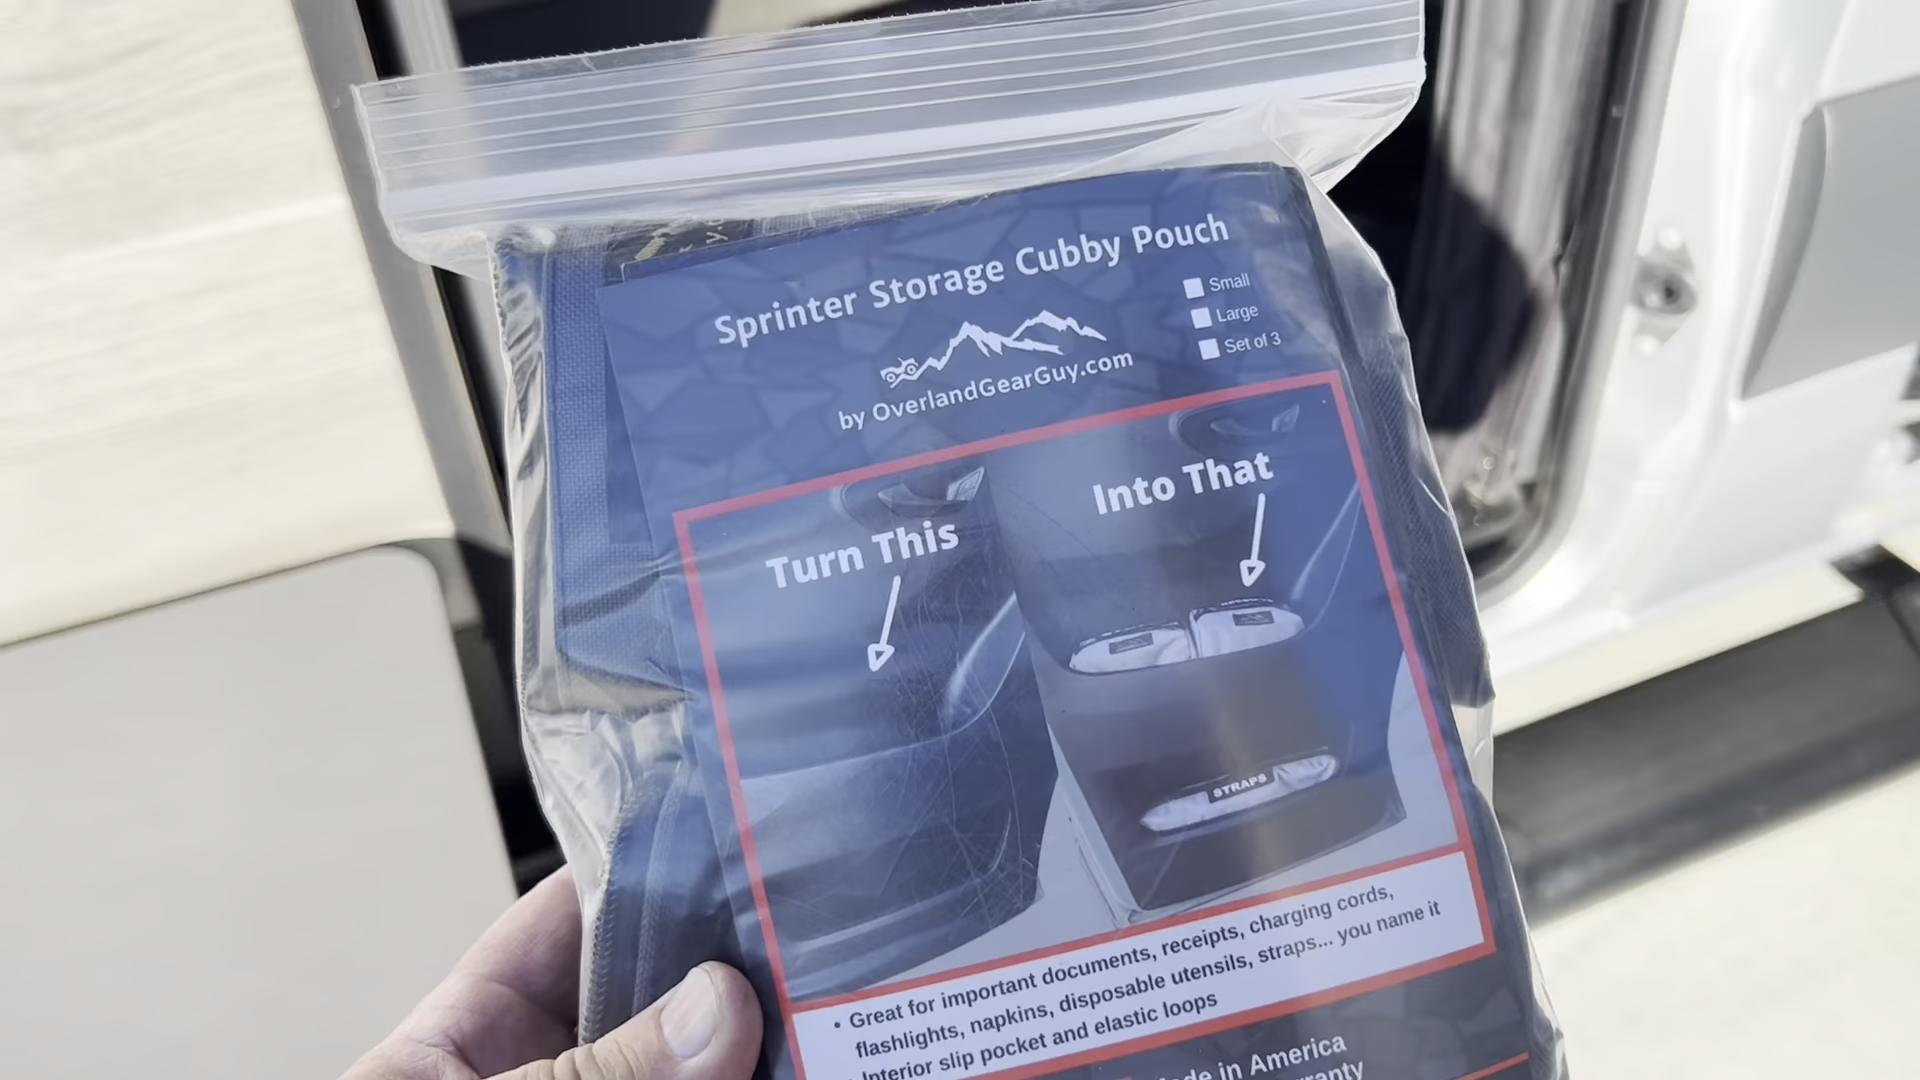 Sprinter Storage Cubby Pouch
Small
Large
Set of 3
by OverlandGearGuy.com
Turn This
Into That
STRAPS
• Great for important documents, receipts, charging cords,
flashlights, napkins, disposable utensils, straps... you name it
Interior slip pocket and elastic loops
in America